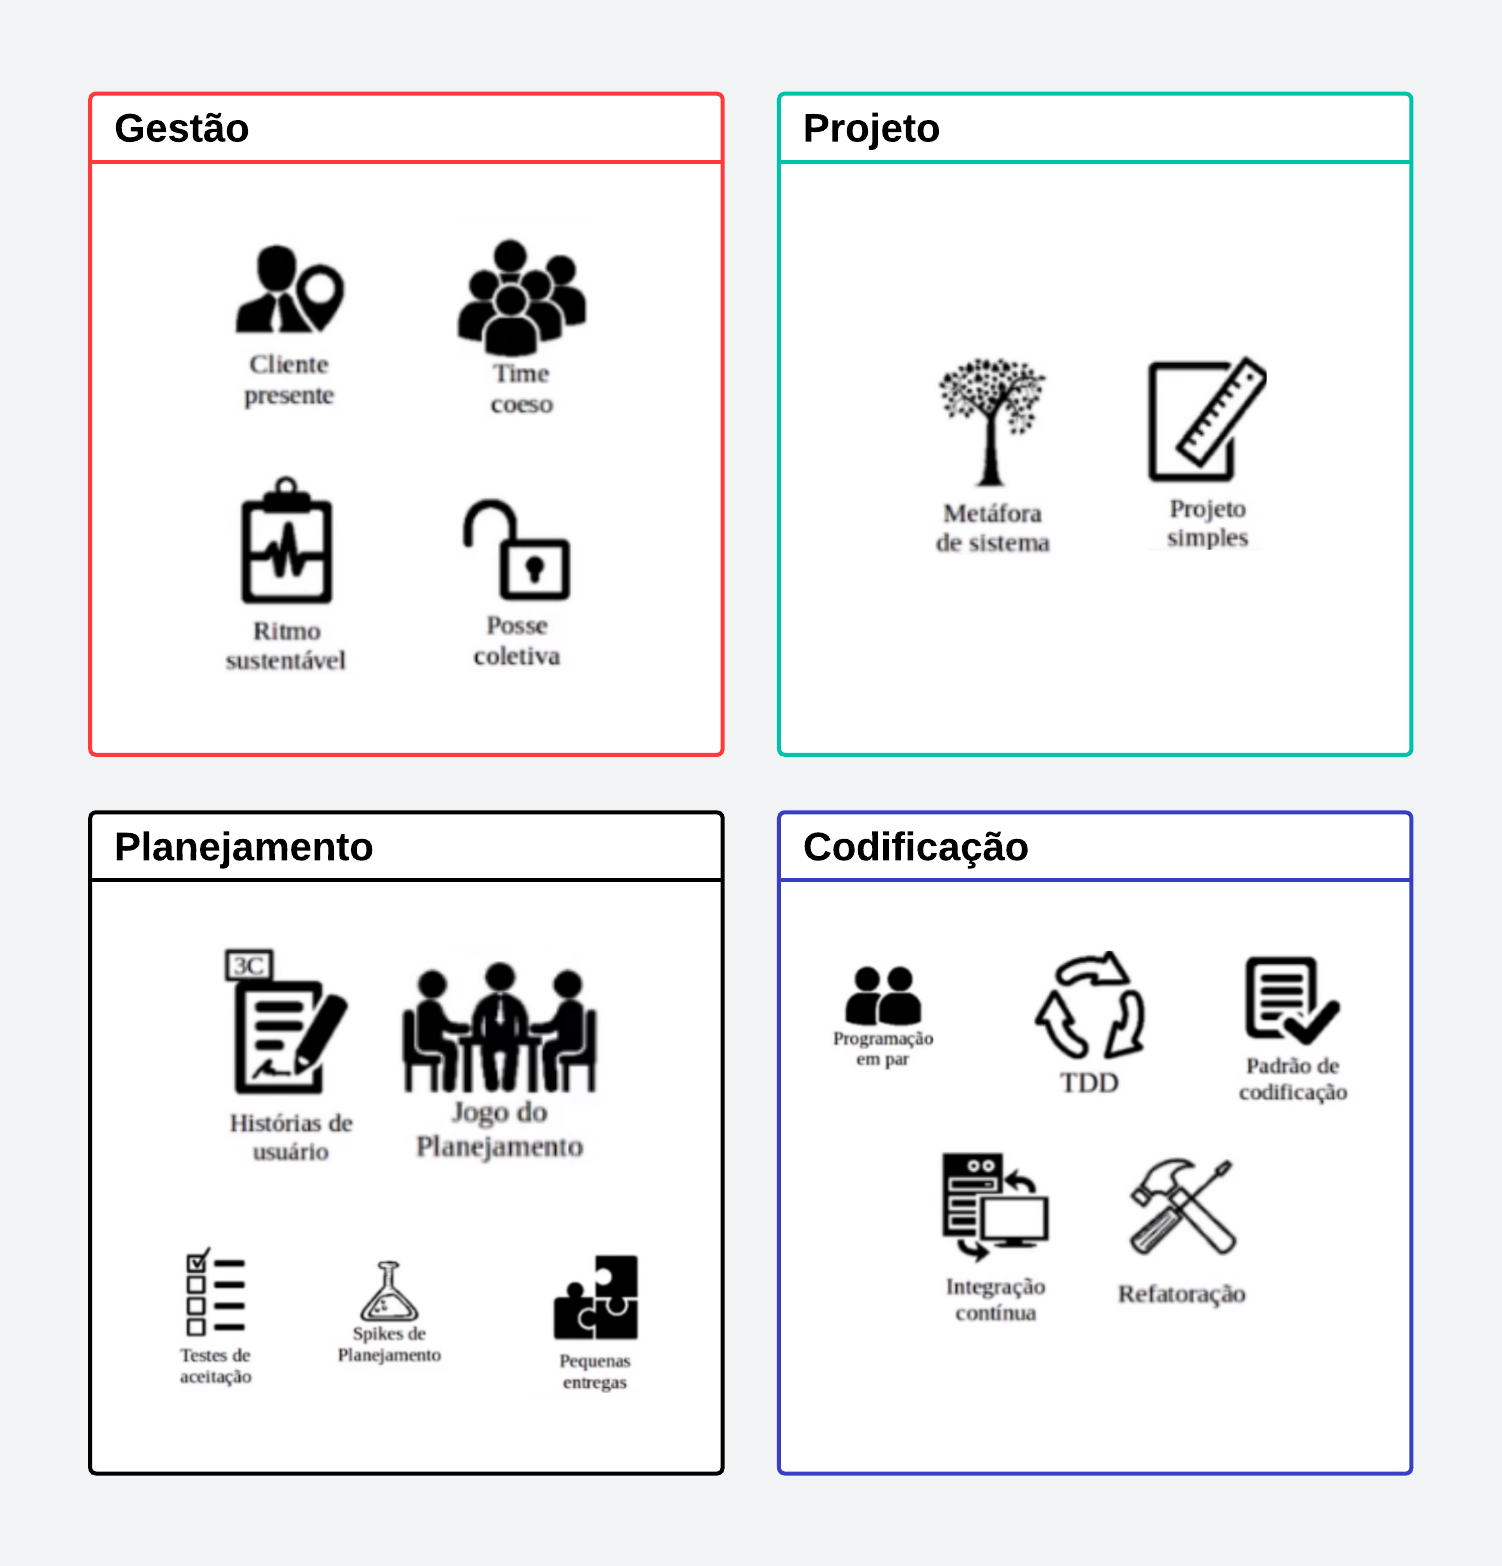 Gestão
Cliente
presente
Time
coeso
Ritmo
sustentável
Posse
coletiva
Projeto
Metáfora
de sistema
Projeto
simples
Planejamento
3C
Histórias de
usuário
Jogo do
Planejamento
Testes de
aceitação
Spikes de
Planejamento
Pequenas
entregas
Codificação
Programação
em par
TDD
Padrão de
codificação
Integração
contínua
Refatoração